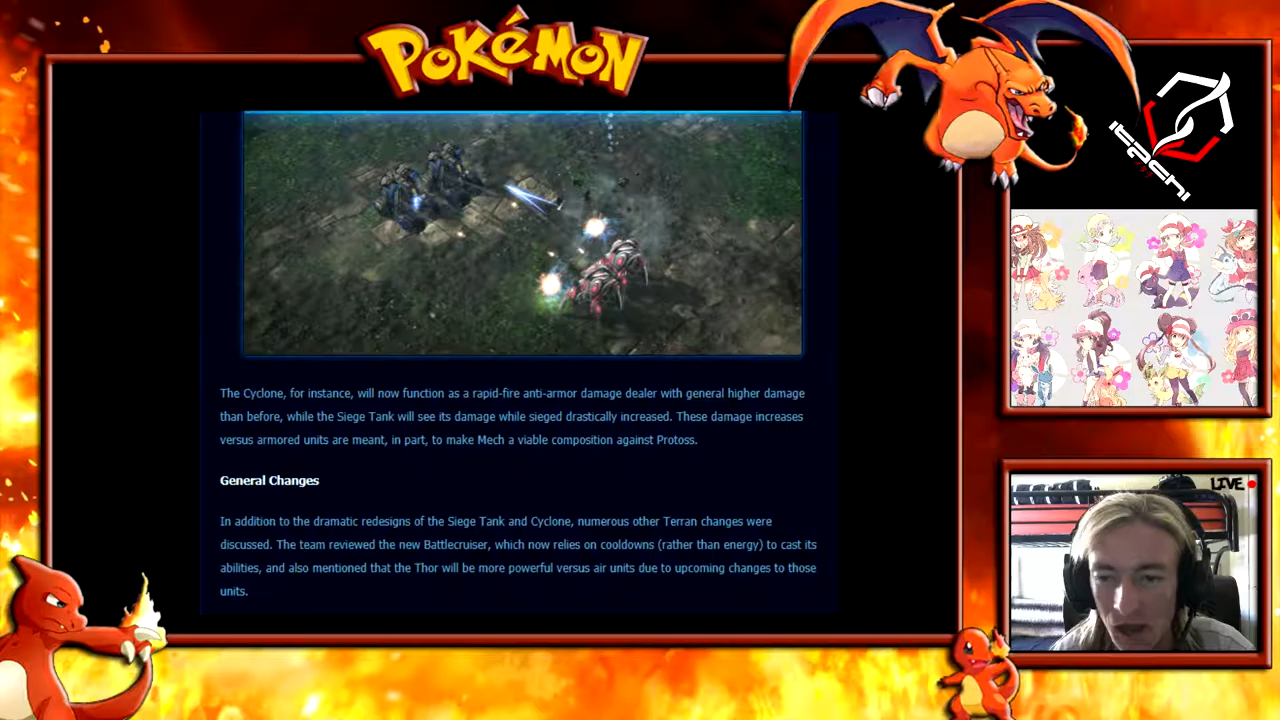 POKéMON
itachi
LIVE
The Cyclone, for instance, will now function as a rapid-fire anti-armor damage dealer with general higher damage
than before, while the Siege Tank will see its damage while sieged drastically increased. These damage increases
versus armored units are meant, in part, to make Mech a viable composition against Protoss.
General Changes
In addition to the dramatic redesigns of the Siege Tank and Cyclone, numerous other Terran changes were
discussed. The team reviewed the new Battlecruiser, which now relies on cooldowns (rather than energy) to cast its
abilities, and also mentioned that the Thor will be more powerful versus air units due to upcoming changes to those
units.